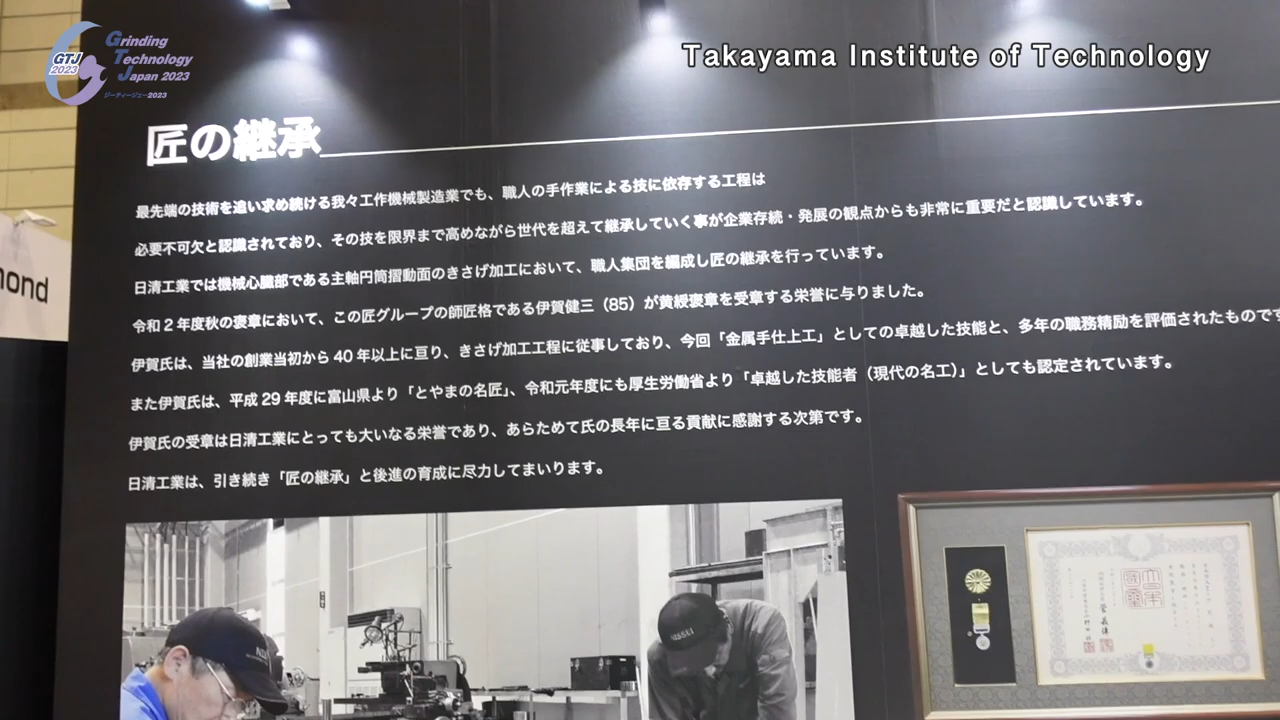 Grinding
Technology
Japan 2023
GTJ
2023
ジーティージェー2023
Takayama Institute of Technology
匠の継承
最先端の技術を追い求め続ける我々工作機械製造業でも、職人の手作業による技に依存する工程は
必要不可欠と認識されており、その技を限界まで高めながら世代を超えて継承していく事が企業存続・発展の観点からも非常に重要だと認識しています。
日清工業では機械心臓部である主軸円筒摺動面のきさげ加工において、職人集団を編成し匠の継承を行っています。
令和2年度秋の褒章において、この匠グループの師匠格である伊賀健三（85）が黄綬褒章を受章する栄誉に与りました。
伊賀氏は、当社の創業当初から40年以上に亘り、きさげ加工工程に従事しており、今回「金属手仕上工」としての卓越した技能と、多年の職務精励を評価されたものです
また伊賀氏は、平成29年度に富山県より「とやまの名匠」、令和元年度にも厚生労働省より「卓越した技能者（現代の名工）」としても認定されています。
伊賀氏の受章は日清工業にとっても大いなる栄誉であり、あらためて氏の長年に亘る貢献に感謝する次第です。
日清工業は、引き続き「匠の継承」と後進の育成に尽力してまいります。
mond
NISSEI